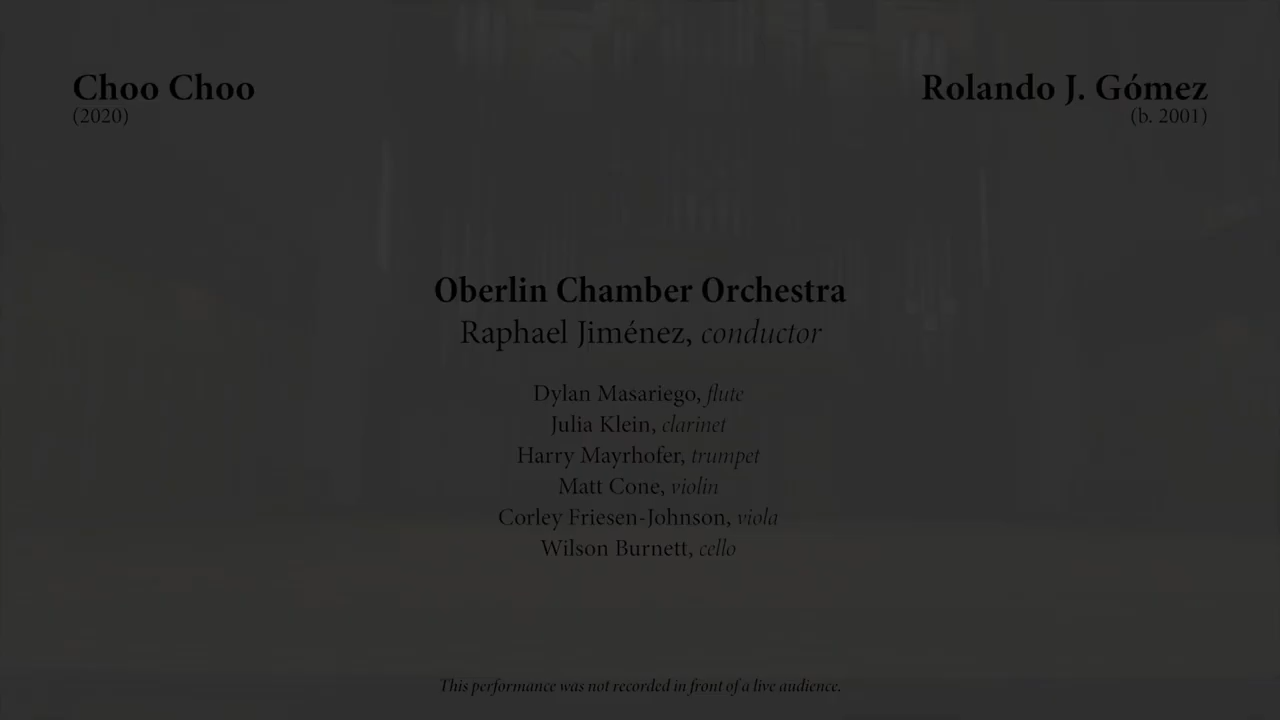 Choo Choo
(2020)
Rolando J. Gómez
(b. 2001)
Oberlin Chamber Orchestra
Raphael Jiménez, conductor
Dylan Masariego, flute
Julia Klein, clarinet
Harry Mayrhofer, trumpet
Matt Cone, violin
Corley Friesen-Johnson, viola
Wilson Burnett, cello
This performance was not recorded in front of a live audience.